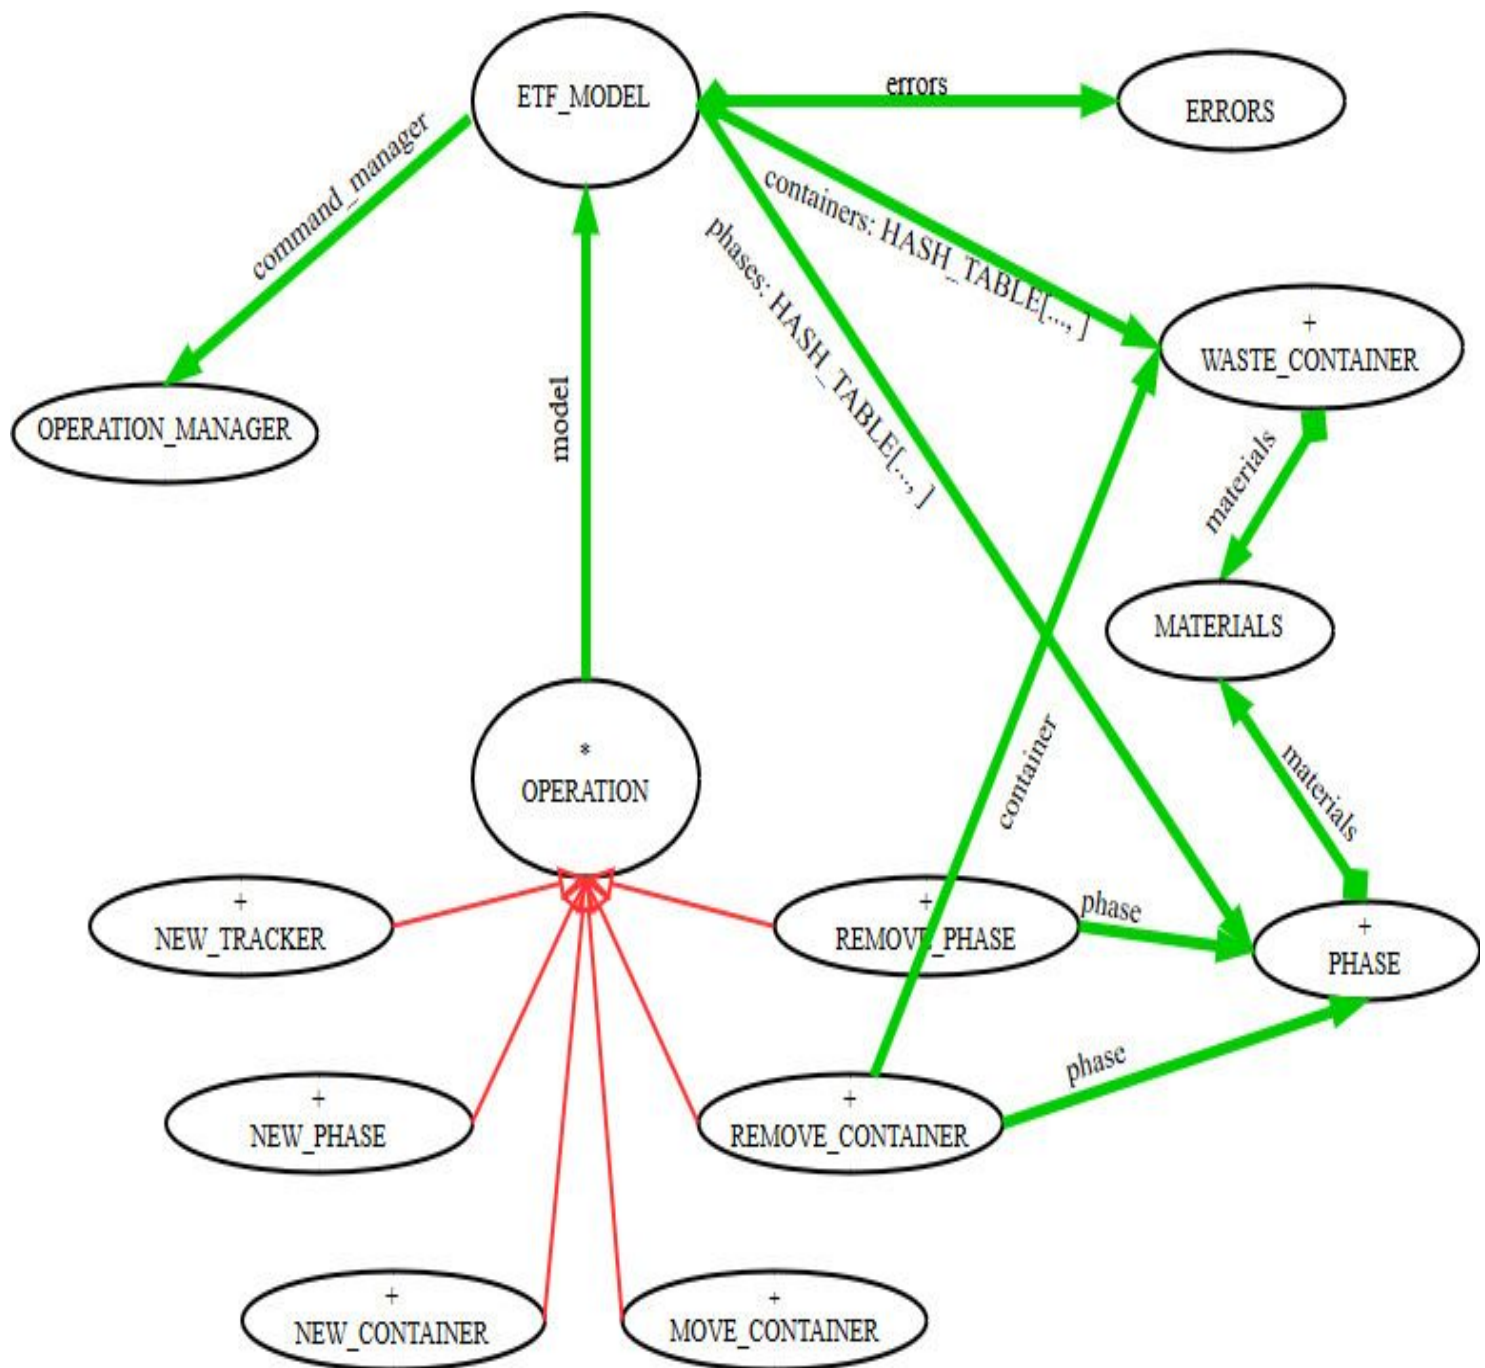 ETF_MODEL
errors
ERRORS
command_manager
containers: HASH_TABLE[..., ]
phases: HASH_TABLE[..., ]
+
WASTE_CONTAINER
OPERATION_MANAGER
model
materials
MATERIALS
container
materials
*
OPERATION
+
NEW_TRACKER
+
REMOVE_PHASE
phase
+
PHASE
+
NEW_PHASE
+
REMOVE_CONTAINER
phase
+
NEW_CONTAINER
+
MOVE_CONTAINER